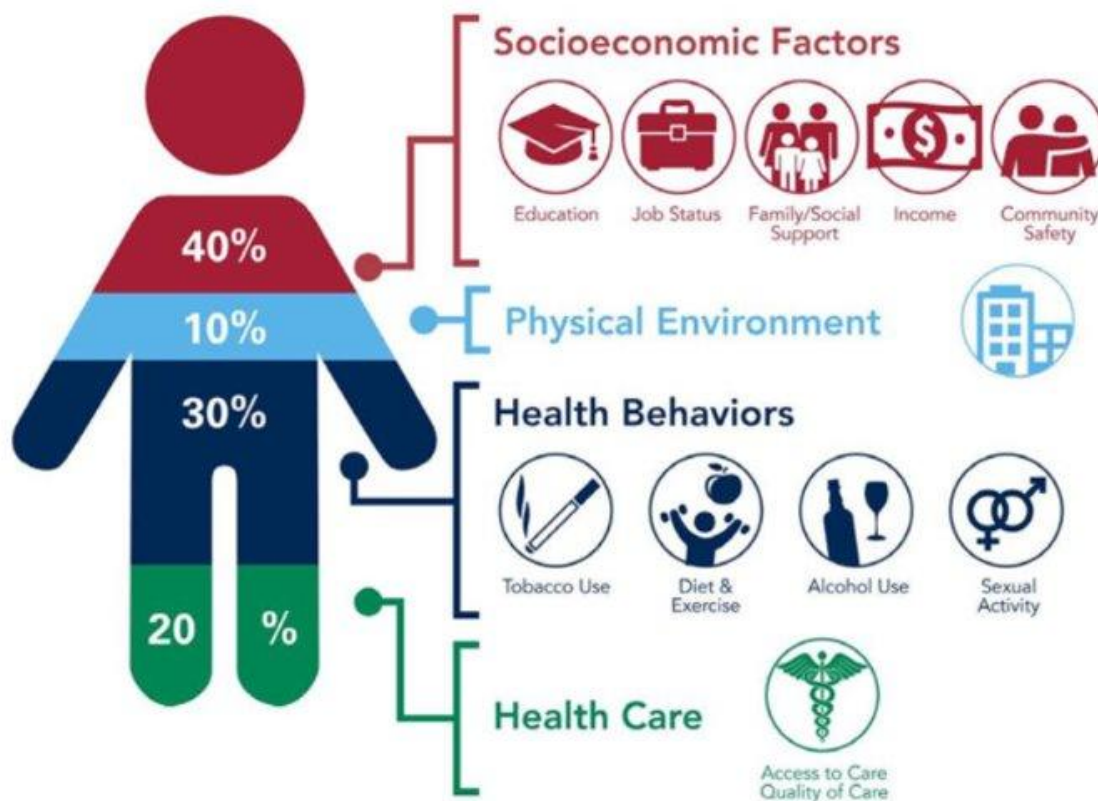 Socioeconomic Factors
$
Education
Job Status
Family/Social
Support
Income
Community
Safety
40%
10%
Physical Environment
30%
Health Behaviors
Tobacco Use
Diet &
Exercise
Alcohol Use
Sexual
Activity
20 %
Health Care
Access to Care
Quality of Care